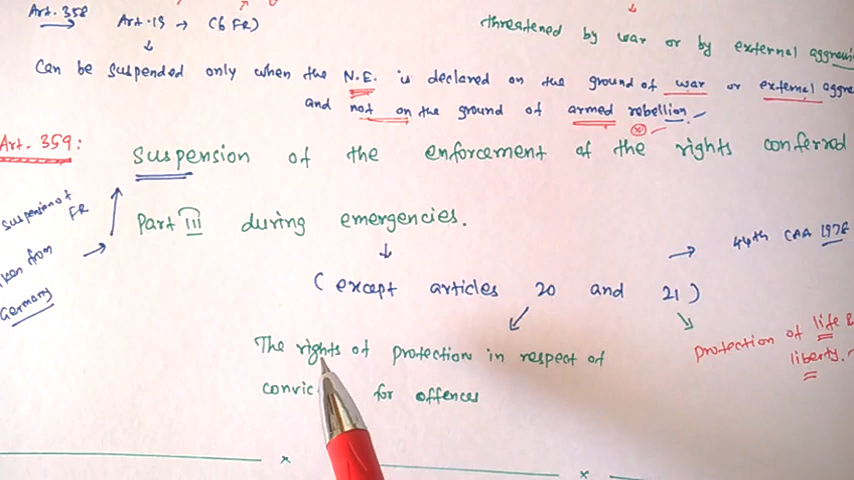 Art. 358
Art. 19 → (6 FR)
threatened by war or by external
Can be suspended only when the N.E. is declared on the ground of war or external
and not on the ground of armed rebellion.
Art. 359:
Suspension of the enforcement of the rights conferred
Part III during emergencies.
suspension of
FR
from
Germany
44th CAA 1978
(except articles 20 and 21)
The rights of protection in respect of
for offences
protection of life &
liberty.